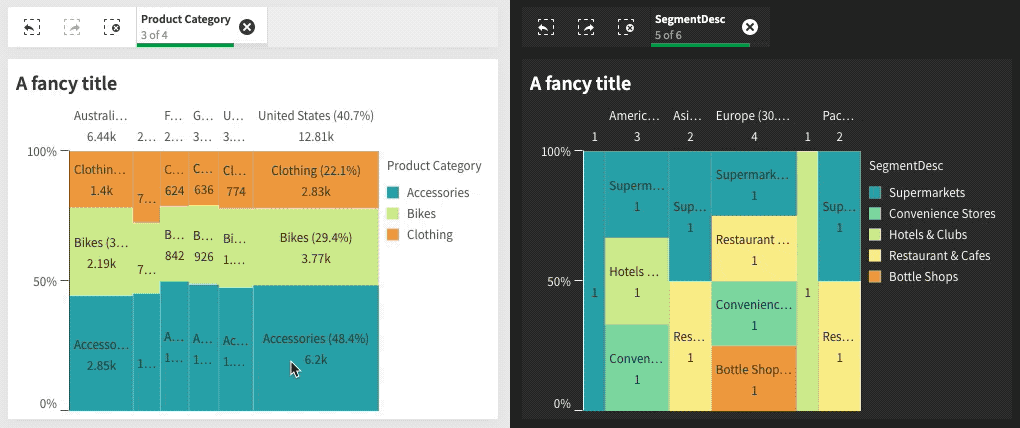 Product Category
3 of 4
A fancy title
Australi… F… G… U… United States (40.7%)
6.44k 2… 2… 3… 3.… 12.81k
100%
50%
0%
Clothin…
1.4k
7…
C…
624
C…
636
Cl…
774
Clothing (22.1%)
2.83k
Bikes (3…
2.19k
7…
B…
842
B…
926
Bi…
1.…
Bikes (29.4%)
3.77k
Accesso…
2.85k
1…
A…
1…
A…
1…
Ac…
1.…
Accessories (48.4%)
6.2k
Product Category
Accessories
Bikes
Clothing
SegmentDesc
5 of 6
A fancy title
Americ… Asi… Europe (30.… Pac…
1 3 2 4 1 2
100%
50%
0%
1
Superm…
1
Hotels …
1
Conven…
1
Sup…
1
Res…
1
Supermark…
1
Restaurant …
1
Convenienc…
1
Bottle Shop…
1
1
Sup…
1
Res…
1
SegmentDesc
Supermarkets
Convenience Stores
Hotels & Clubs
Restaurant & Cafes
Bottle Shops